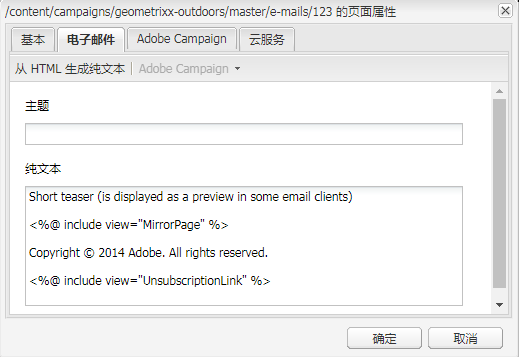 /content/campaigns/geometrixx-outdoors/master/e-mails/123 的页面属性
基本 电子邮件 Adobe Campaign 云服务
从 HTML 生成纯文本 Adobe Campaign
主题
纯文本
Short teaser (is displayed as a preview in some email clients)
<%@ include view="MirrorPage" %>
Copyright © 2014 Adobe. All rights reserved.
<%@ include view="UnsubscriptionLink" %>
确定 取消